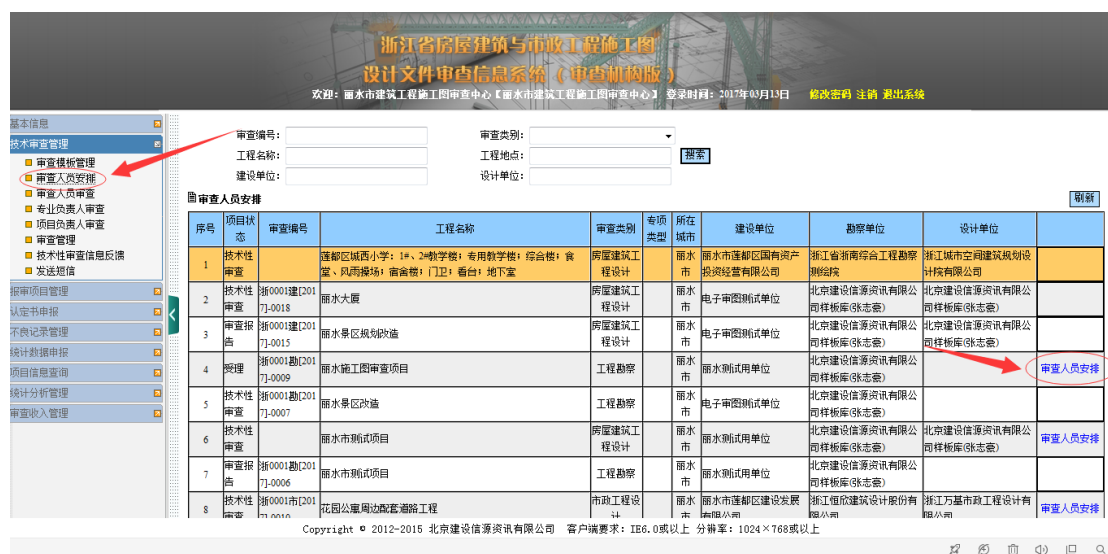 浙江省房屋建筑与市政工程施工图
设计文件审查信息系统（审查机构版）
欢迎: 丽水市建筑工程施工图审查中心【丽水市建筑工程施工图审查中心】 登录时间: 2017年03月13日 修改密码 注销 退出系统
基本信息
技术审查管理
审查模板管理
审查人员安排
审查人员审查
专业负责人审查
项目负责人审查
审查管理
技术性审查信息反馈
发送短信
报审项目管理
认定书申报
不良记录管理
统计数据申报
项目信息查询
统计分析管理
审查收入管理
审查编号: 审查类别:
工程名称: 工程地点: 搜索
建设单位: 设计单位:
审查人员安排 刷新
序号 项目状态 审查编号 工程名称 审查类别 专项类型 所在城市 建设单位 勘察单位 设计单位
1 技术性审查 莲都区城西小学: 1#、2#教学楼; 专用教学楼; 综合楼; 食堂、风雨操场; 宿舍楼; 门卫; 看台; 地下室 房屋建筑工程设计 丽水市 丽水市莲都区国有资产投资经营有限公司 浙江省浙南综合工程勘察测绘院 浙江城市空间建筑规划设计院有限公司
2 技术性审查 浙0001建[2017]-0018 丽水大厦 房屋建筑工程设计 丽水市 电子审图测试单位 北京建设信源资讯有限公司样板库(张志豪) 北京建设信源资讯有限公司样板库(张志豪)
3 审查报告 浙0001建[2017]-0015 丽水景区规划改造 房屋建筑工程设计 丽水市 电子审图测试单位 北京建设信源资讯有限公司样板库(张志豪) 北京建设信源资讯有限公司样板库(张志豪)
4 受理 浙0001勘[2017]-0009 丽水施工图审查项目 工程勘察 丽水市 丽水测试单位 北京建设信源资讯有限公司样板库(张志豪) 审查人员安排
5 技术性审查 浙0001勘[2017]-0007 丽水景区改造 工程勘察 丽水市 电子审图测试单位 北京建设信源资讯有限公司样板库(张志豪)
6 技术性审查 丽水市测试项目 房屋建筑工程设计 丽水市 丽水测试用单位 北京建设信源资讯有限公司样板库(张志豪) 北京建设信源资讯有限公司样板库(张志豪) 审查人员安排
7 审查报告 浙0001勘[2017]-0006 丽水市测试项目 工程勘察 丽水市 丽水测试用单位 北京建设信源资讯有限公司样板库(张志豪)
8 技术性审查 浙0001市[2017]-0010 花园公寓周边配套道路工程 市政工程设计 丽水市 丽水市莲都区建设发展有限公司 浙江恒欣建筑设计股份有限公司 浙江万基市政工程设计有限公司 审查人员安排
Copyright © 2012-2015 北京建设信源资讯有限公司 客户端要求: IE6.0或以上 分辨率: 1024×768或以上